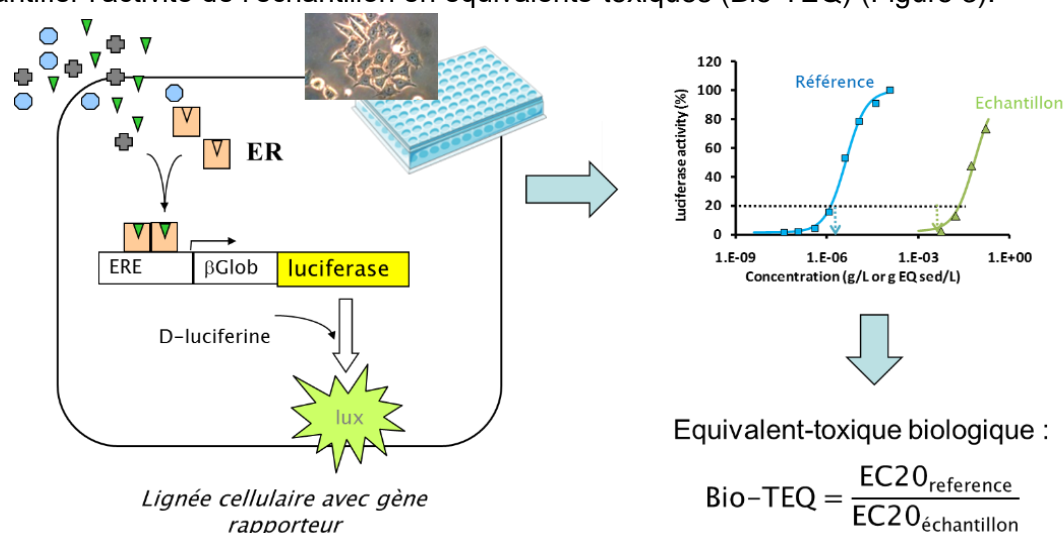 antifier l'activité de l'échantillon en équivalents toxiques (Bio-TEQ) (Figure 3).
ER
ERE
βGlob
luciferase
D-luciferine
lux
Lignée cellulaire avec gène
rapporteur
Luciferase activity (%)
120
100
80
60
40
20
0
Référence
Echantillon
1.E-09
1.E-06
1.E-03
1.E+00
Concentration (g/L or g EQ sed/L)
Equivalent-toxique biologique :
Bio-TEQ = EC20reference
EC20échantillon